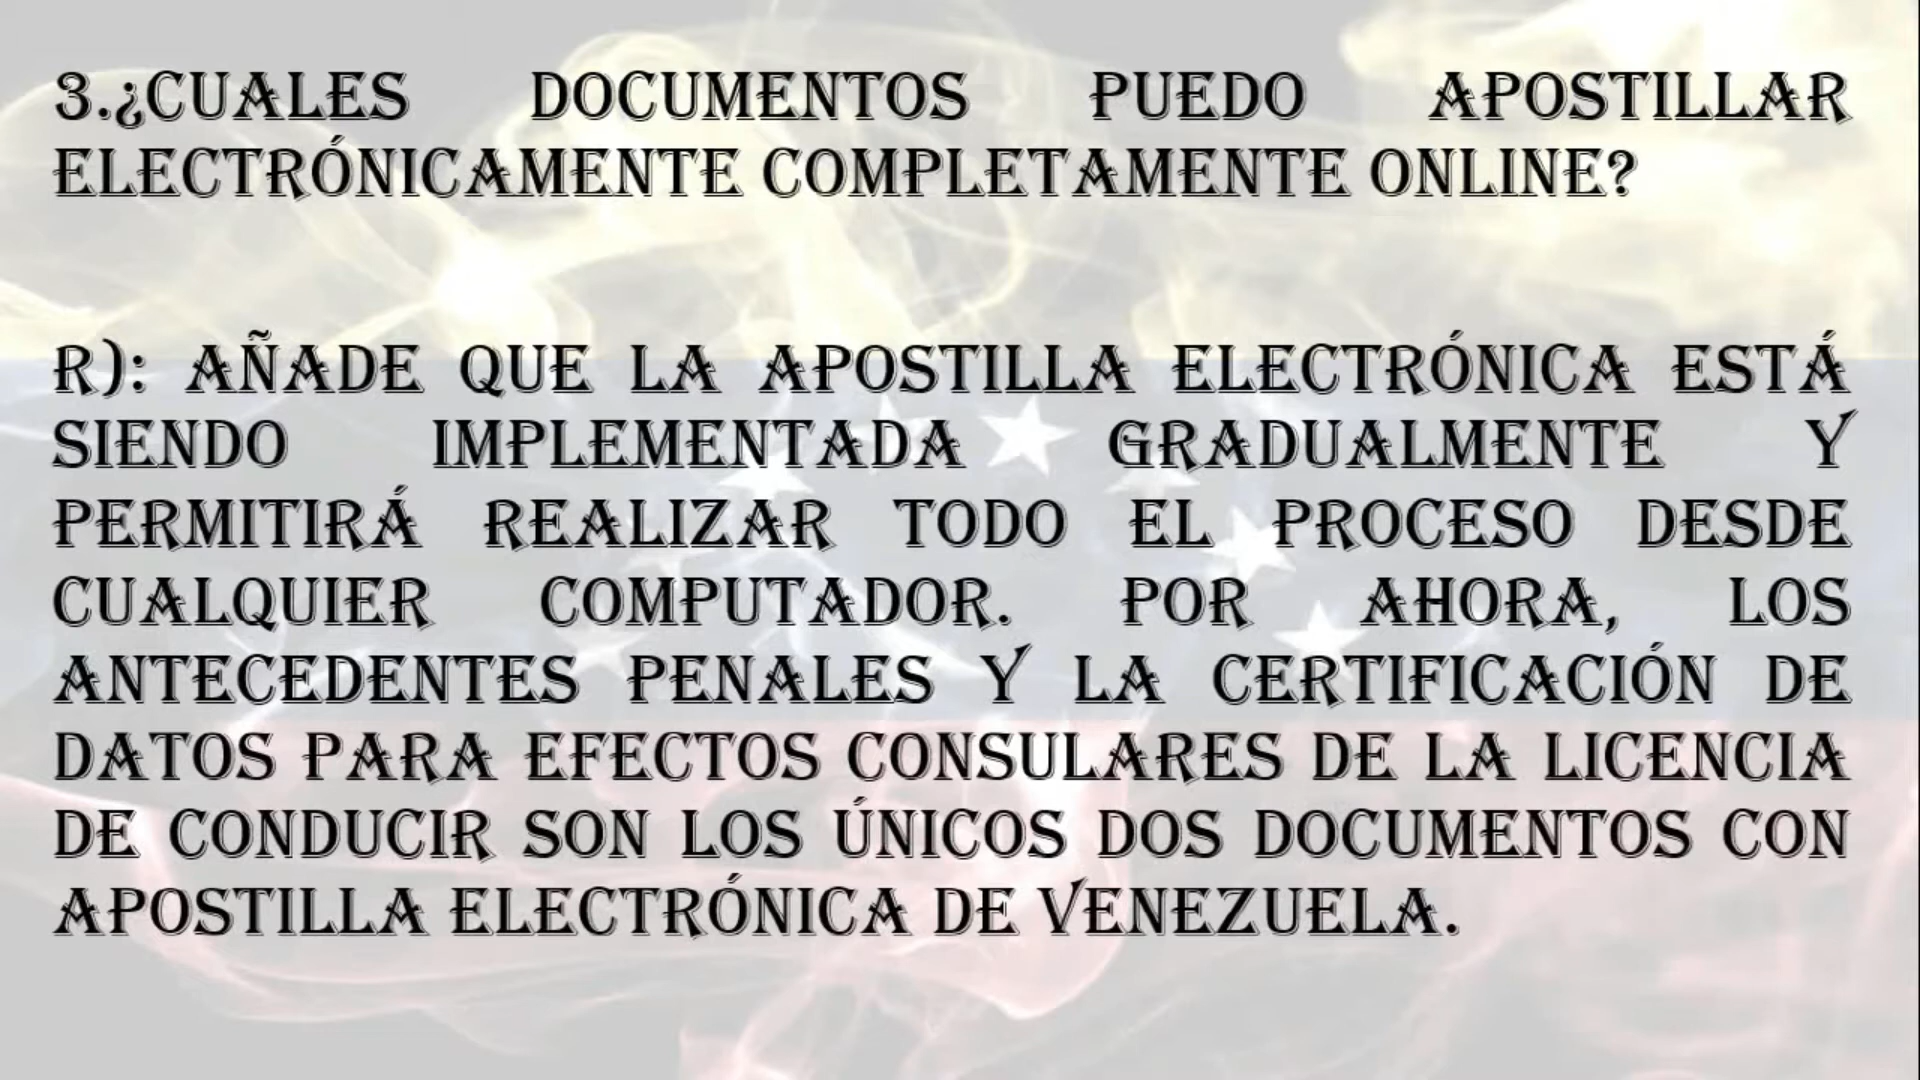 3.¿CUALES DOCUMENTOS PUEDO APOSTILLAR
ELECTRÓNICAMENTE COMPLETAMENTE ONLINE?
R): AÑADE QUE LA APOSTILLA ELECTRÓNICA ESTÁ
SIENDO IMPLEMENTADA GRADUALMENTE Y
PERMITIRÁ REALIZAR TODO EL PROCESO DESDE
CUALQUIER COMPUTADOR. POR AHORA, LOS
ANTECEDENTES PENALES Y LA CERTIFICACIÓN DE
DATOS PARA EFECTOS CONSULARES DE LA LICENCIA
DE CONDUCIR SON LOS ÚNICOS DOS DOCUMENTOS CON
APOSTILLA ELECTRÓNICA DE VENEZUELA.